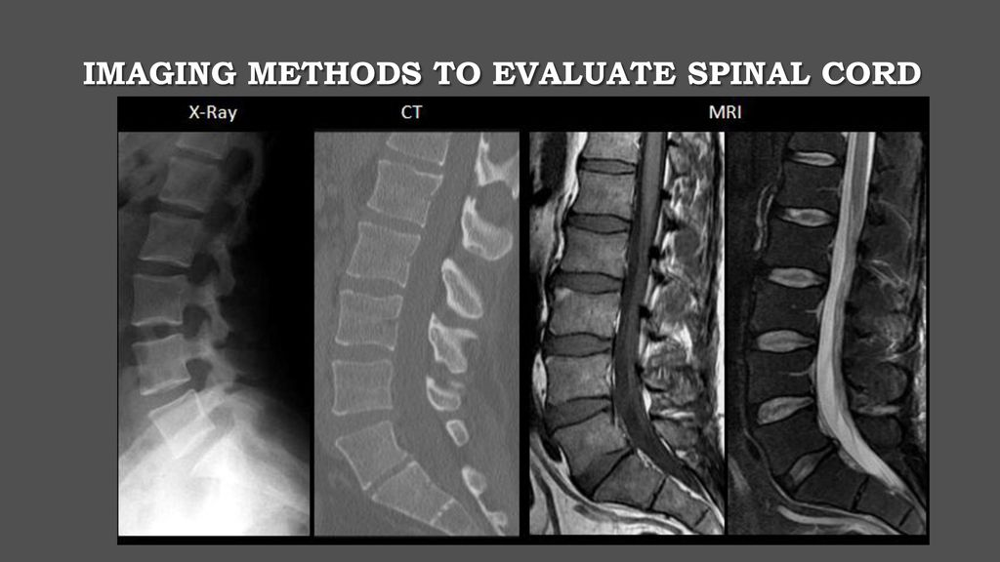 IMAGING METHODS TO EVALUATE SPINAL CORD
X-Ray CT MRI